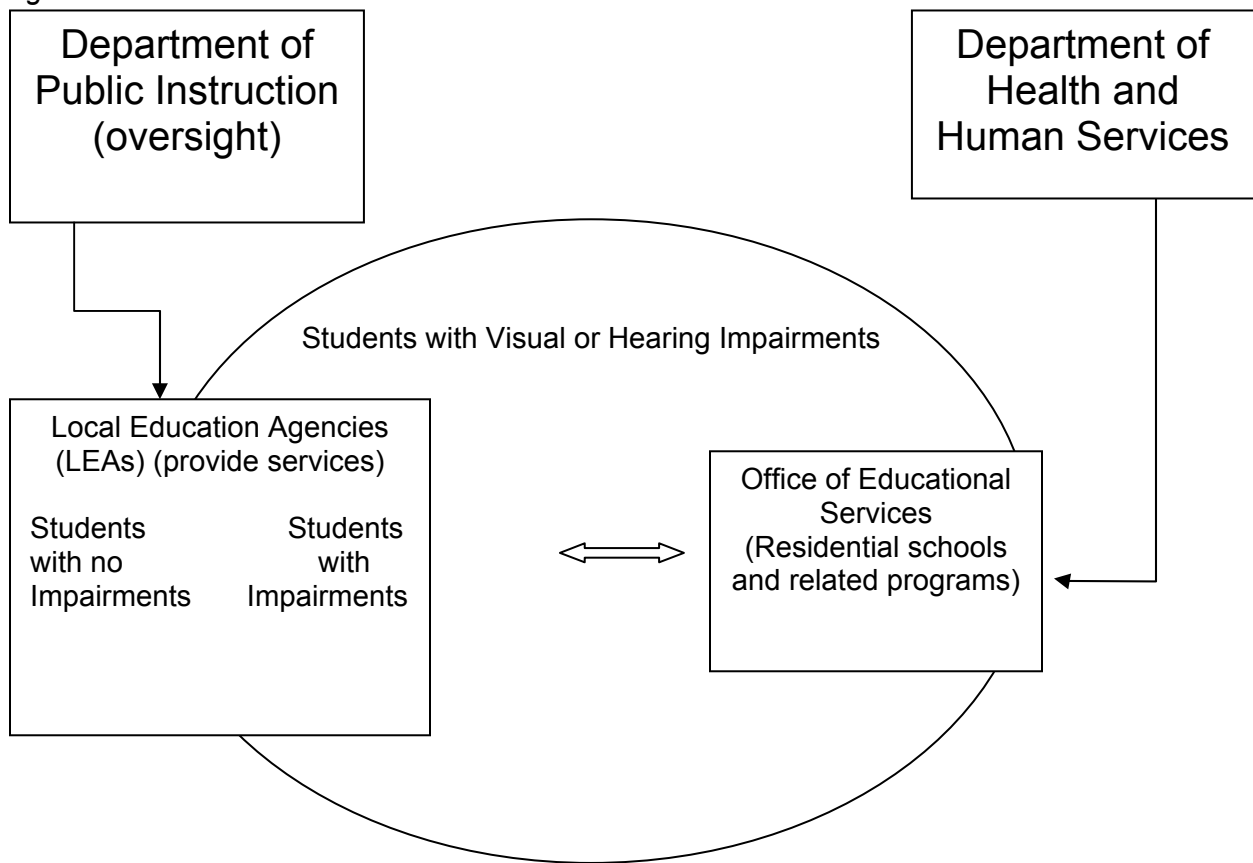 Department of
Public Instruction
(oversight)
Department of
Health and
Human Services
Students with Visual or Hearing Impairments
Local Education Agencies
(LEAs) (provide services)
Students
with no
Impairments
Students
with
Impairments
Office of Educational
Services
(Residential schools
and related programs)